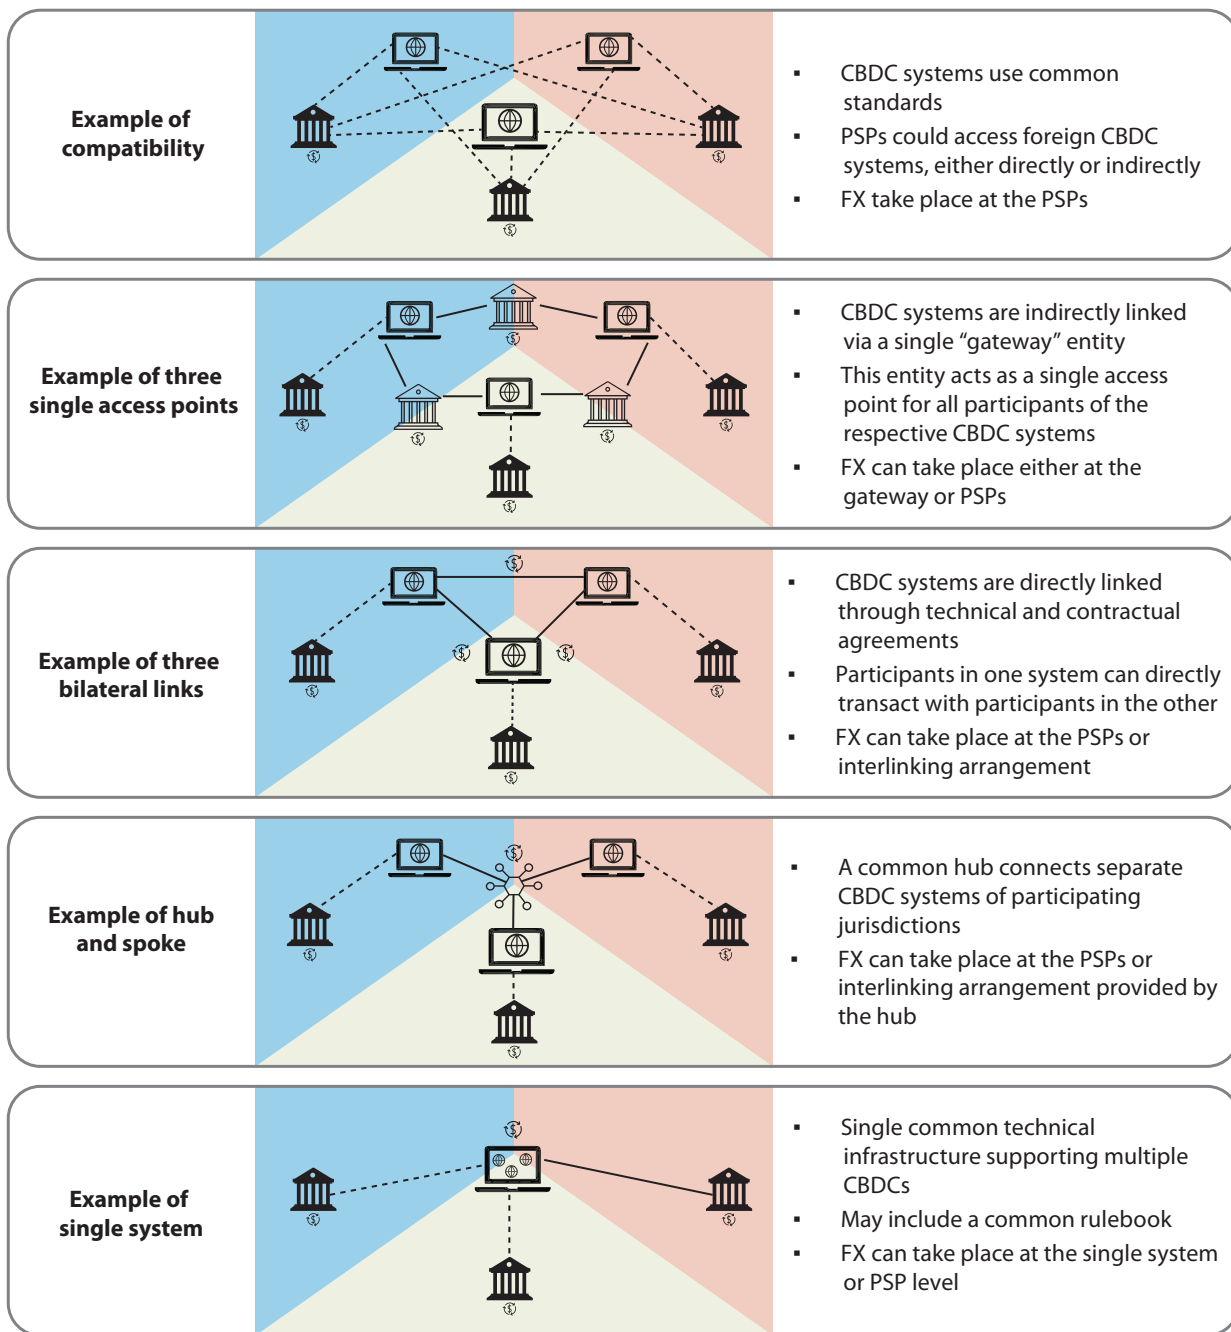 Example of
compatibility
▪ CBDC systems use common
standards
▪ PSPs could access foreign CBDC
systems, either directly or indirectly
▪ FX take place at the PSPs
Example of three
single access points
▪ CBDC systems are indirectly linked
via a single “gateway” entity
▪ This entity acts as a single access
point for all participants of the
respective CBDC systems
▪ FX can take place either at the
gateway or PSPs
Example of three
bilateral links
▪ CBDC systems are directly linked
through technical and contractual
agreements
▪ Participants in one system can directly
transact with participants in the other
▪ FX can take place at the PSPs or
interlinking arrangement
Example of hub
and spoke
▪ A common hub connects separate
CBDC systems of participating
jurisdictions
▪ FX can take place at the PSPs or
interlinking arrangement provided by
the hub
Example of
single system
▪ Single common technical
infrastructure supporting multiple
CBDCs
▪ May include a common rulebook
▪ FX can take place at the single system
or PSP level